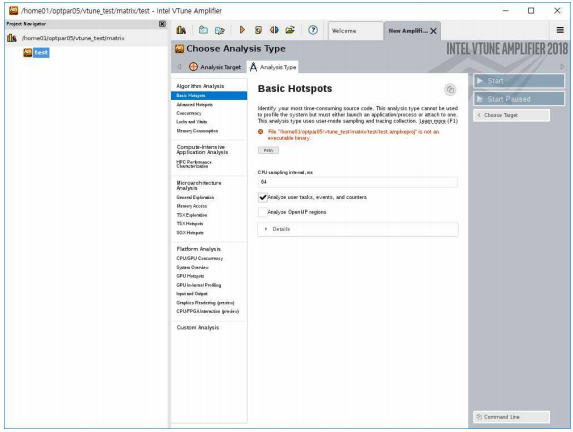 /home01/optpar05/vtune_test/matrix/test - Intel VTune Amplifier
Project Navigator
/home01/optpar05/vtune_test/matrix
test
Welcome
New Amplifi...
Choose Analysis Type
INTEL VTUNE AMPLIFIER 2018
Analysis Target
Analysis Type
Algorithm Analysis
Basic Hotspots
Advanced Hotspots
Concurrency
Locks and Waits
Memory Consumption
Compute-Intensive
Application Analysis
HPC Performance
Characterization
Microarchitecture
Analysis
General Exploration
Memory Access
TSX Exploration
TSX Hotspots
SGX Hotspots
Platform Analysis
CPU/GPU Concurrency
System Overview
GPU Hotspots
GPU In-kernel Profiling
Input and Output
Graphics Rendering (preview)
CPU/FPGA Interaction (preview)
Custom Analysis
Basic Hotspots
Identify your most time-consuming source code. This analysis type cannot be used
to profile the system but must either launch an application/process or attach to one.
This analysis type uses user-mode sampling and tracing collection. Learn more (F1)
File "/home01/optpar05/vtune_test/matrix/test/test.amplxeproj" is not an
executable binary.
Retry
CPU sampling interval, ms
Analyze user tasks, events, and counters
Analyze OpenMP regions
Details
Start
Start Paused
Choose Target
Command Line